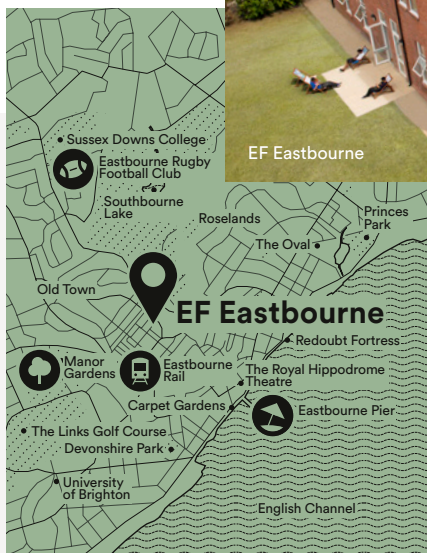 EF Eastbourne
Sussex Downs College
Eastbourne Rugby
Football Club
Southbourne
Lake
Roselands
Princes
Park
The Oval
Old Town
EF Eastbourne
Redoubt Fortress
Manor
Gardens
Eastbourne
Rail
The Royal Hippodrome
Theatre
Carpet Gardens
Eastbourne Pier
The Links Golf Course
Devonshire Park
University
of Brighton
English Channel